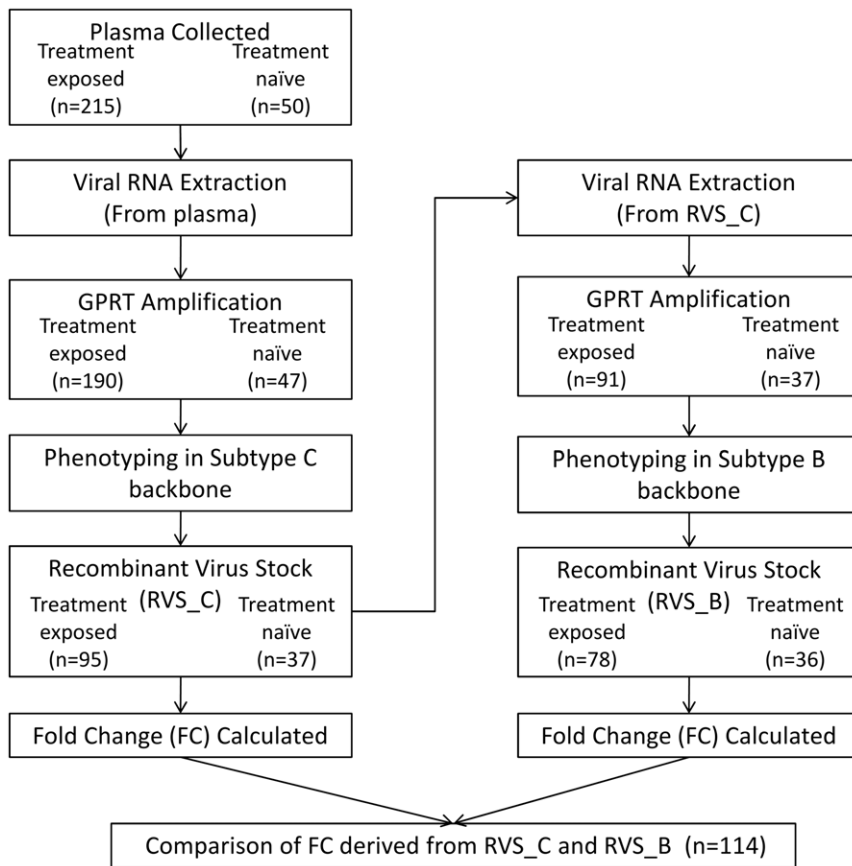 Plasma Collected
Treatment exposed (n=215)
Treatment naïve (n=50)
Viral RNA Extraction
(From plasma)
GPRT Amplification
Treatment exposed (n=190)
Treatment naïve (n=47)
Phenotyping in Subtype C
backbone
Recombinant Virus Stock
(RVS_C)
Treatment exposed (n=95)
Treatment naïve (n=37)
Fold Change (FC) Calculated
Viral RNA Extraction
(From RVS_C)
GPRT Amplification
Treatment exposed (n=91)
Treatment naïve (n=37)
Phenotyping in Subtype B
backbone
Recombinant Virus Stock
(RVS_B)
Treatment exposed (n=78)
Treatment naïve (n=36)
Fold Change (FC) Calculated
Comparison of FC derived from RVS_C and RVS_B (n=114)